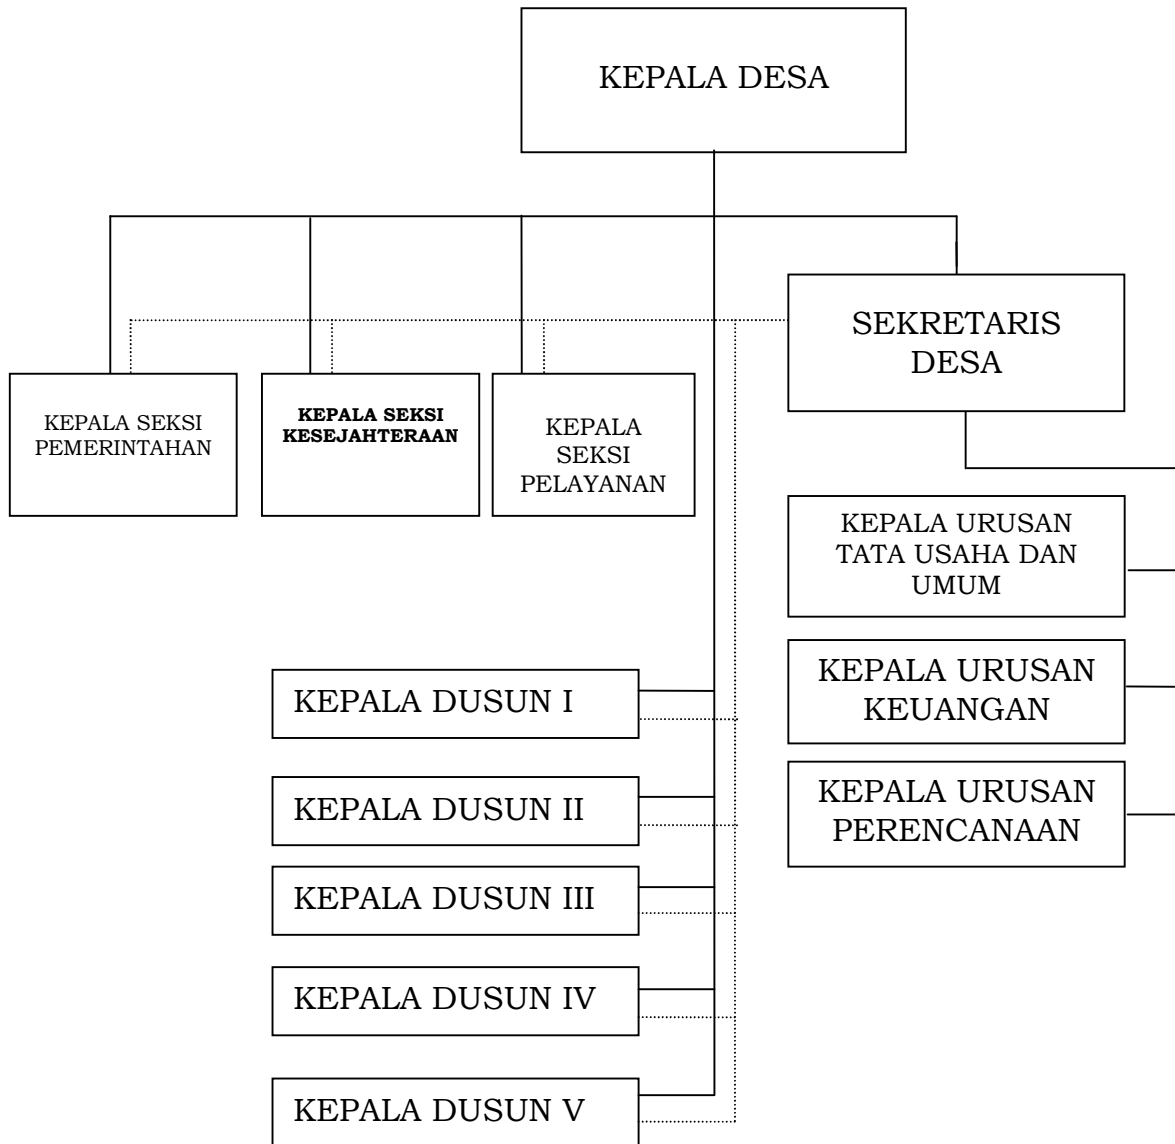 KEPALA DESA
SEKRETARIS
DESA
KEPALA SEKSI
PEMERINTAHAN
KEPALA SEKSI
KESEJAHTERAAN
KEPALA
SEKSI
PELAYANAN
KEPALA URUSAN
TATA USAHA DAN
UMUM
KEPALA URUSAN
KEUANGAN
KEPALA URUSAN
PERENCANAAN
KEPALA DUSUN I
KEPALA DUSUN II
KEPALA DUSUN III
KEPALA DUSUN IV
KEPALA DUSUN V